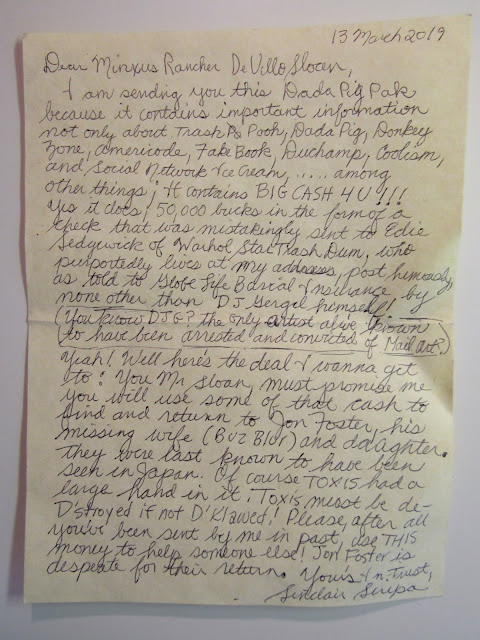 13 March 2019
Dear Minxus Rancher DeVillo Sloan,
I am sending you this Dada Pig Pak
because it contains important information
not only about Trash Po Pooh, Dada Pig, Donkey
Zone, Americode, Fake Book, Duchamp, Coolism,
and Social Network Ice Cream, ..... among
other things; It contains BIG CASH 4 U!!!
Yes it does! 50,000 bucks in the form of a
check that was mistakingly sent to Edie
Sedgwick of Warhol Star Trash Dum, who
purportedly lives at my address, post humously,
as told to Globe Life Burial & Insurance by
none other than "DJ Gergel himself!
(You know DJG? the only artist alive known
to have been arrested and convicted of Mail art?)
Yeah! Well here's the deal I wanna get
to: You Mr Sloan, must promise me
you will use some of that cash to
find and return to Jon Foster, his
missing wife (Buz Blur) and daughter.
They were last known to have been
seen in Japan. Of course TOXIS had a
large hand in it! TOXIS must be de-
D'stroyed if not D'Klawed! Please, after all
you've been sent by me in past, use THIS
money to help someone else! Jon Foster is
desperate for their return. Your's In Trust,
Sinclair Scripa